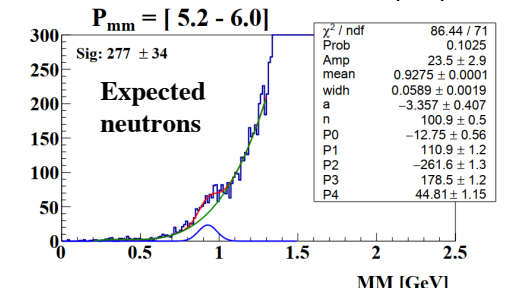 P_mm = [ 5.2 - 6.0]
300
250
200
150
100
50
0
Sig: 277 ± 34
Expected
neutrons
χ² / ndf 86.44 / 71
Prob 0.1025
Amp 23.5 ± 2.9
mean 0.9275 ± 0.0001
widh 0.0589 ± 0.0019
a −3.357 ± 0.407
n 100.9 ± 0.5
P0 −12.75 ± 0.56
P1 110.9 ± 1.2
P2 −261.6 ± 1.3
P3 178.5 ± 1.2
P4 44.81 ± 1.15
0 0.5 1 1.5 2 2.5
MM [GeV]